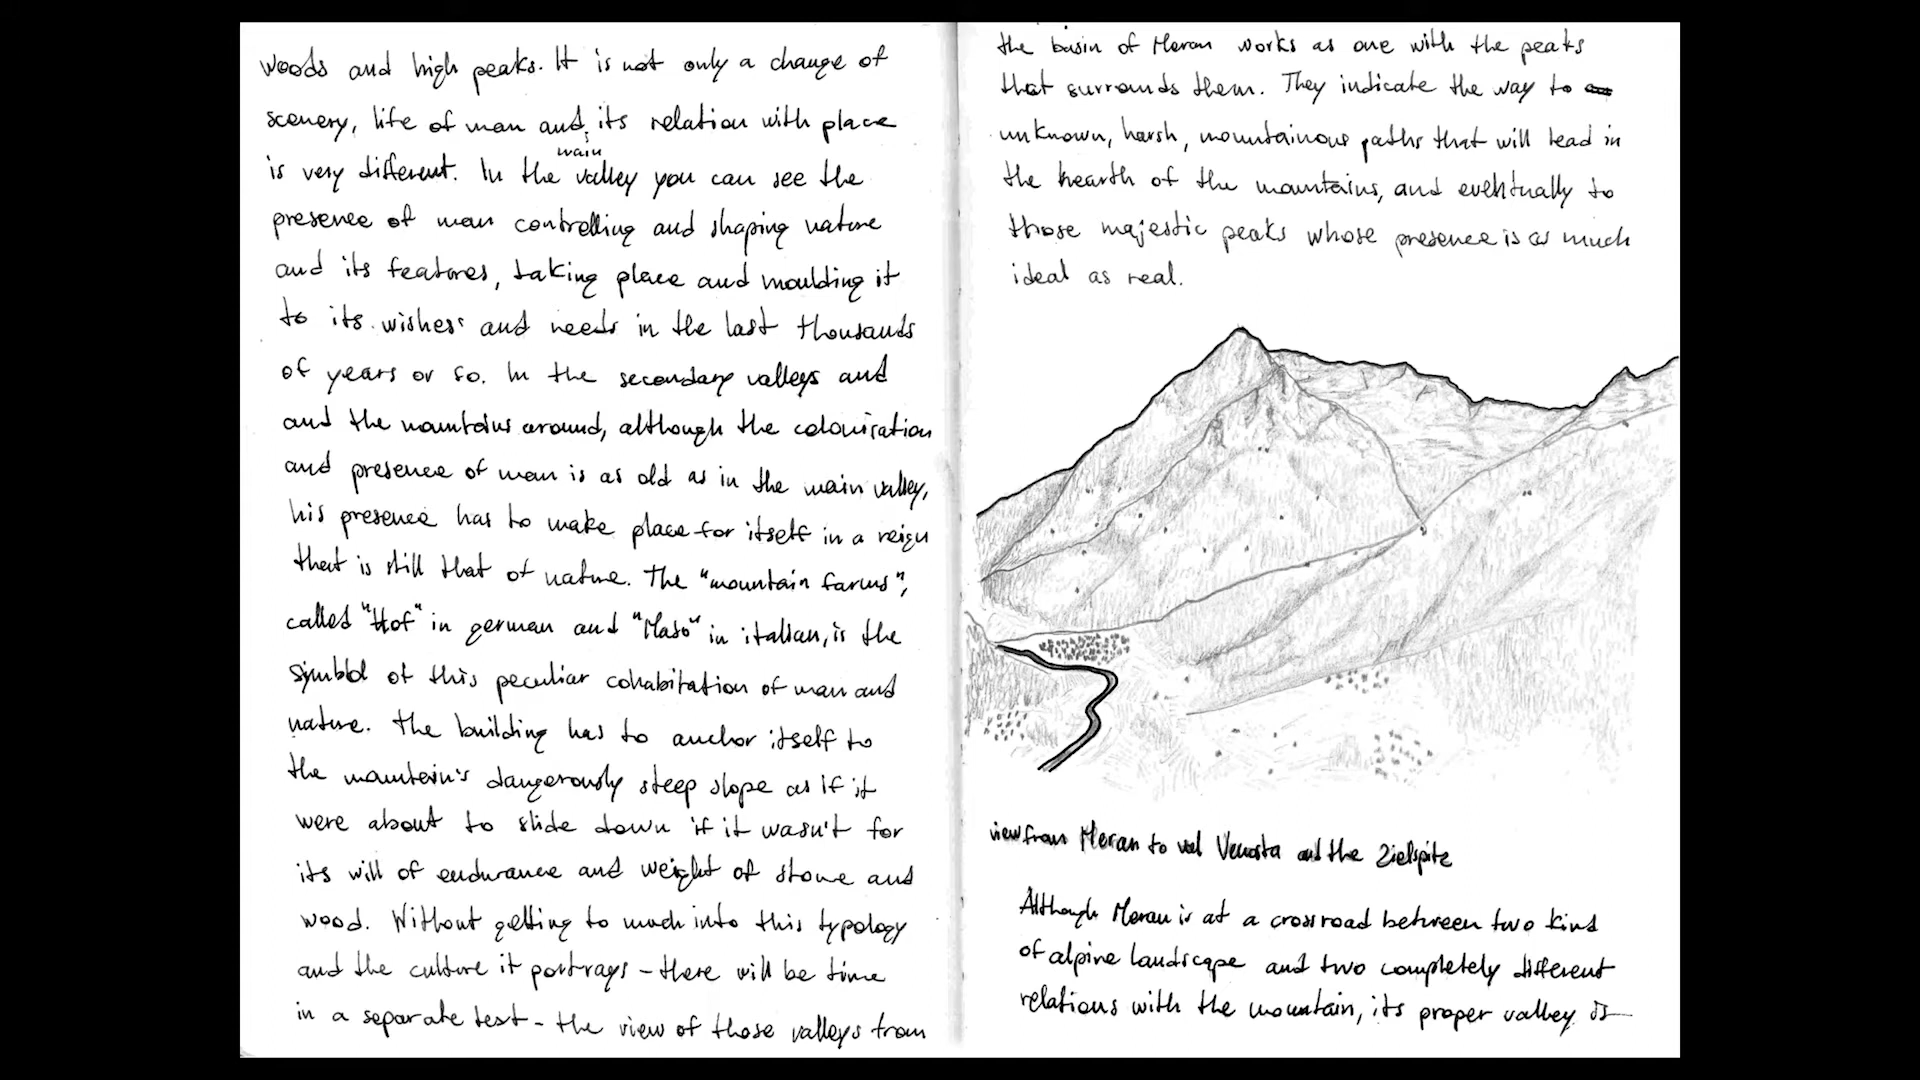 woods and high peaks. It is not only a change of
scenery, life of man and, its relation with place
is very different. In the main valley you can see the
presence of man controlling and shaping nature
and its features, taking place and moulding it
to its wishes and needs in the last thousands
of years or so. In the secondary valleys and
and the mountains around, although the colonisation
and presence of man is as old as in the main valley,
his presence has to make place for itself in a reign
that is still that of nature. The "mountain farms",
called "Hof" in german and "Maso" in italian, is the
symbol of this peculiar cohabitation of man and
nature. The building has to anchor itself to
the mountain's dangerously steep slope as if it
were about to slide down if it wasn't for
its will of endurance and weight of stone and
wood. Without getting to much into this typology
and the culture it portrays - there will be time
in a separate text - the view of those valleys from
the basin of Meran works as one with the peaks
that surrounds them. They indicate the way to
unknown, harsh, mountainous paths that will lead in
the hearth of the mountains, and eventually to
those majestic peaks whose presence is as much
ideal as real.
view from Meran to val Venosta and the Zielspitz
Although Meran is at a crossroad between two kind
of alpine landscape and two completely different
relations with the mountain, its proper valley is